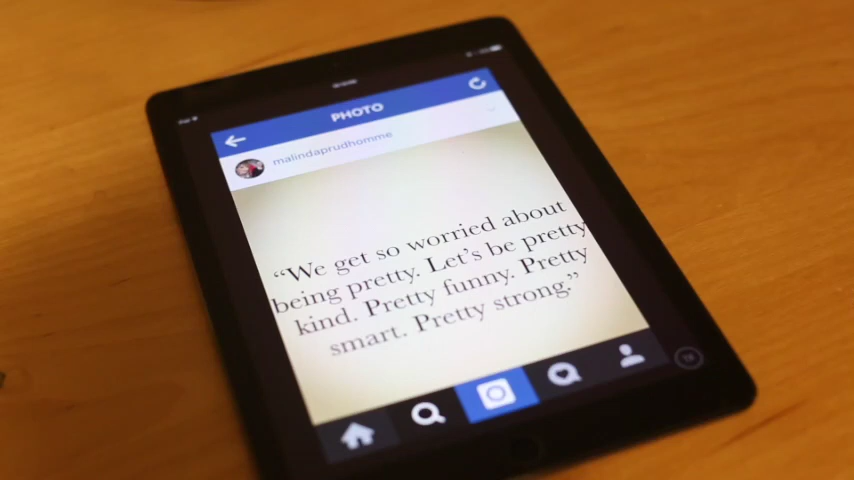 PHOTO
malindaprudhomme
“We get so worried about
being pretty. Let’s be pretty
kind. Pretty funny. Pretty
smart. Pretty strong.”